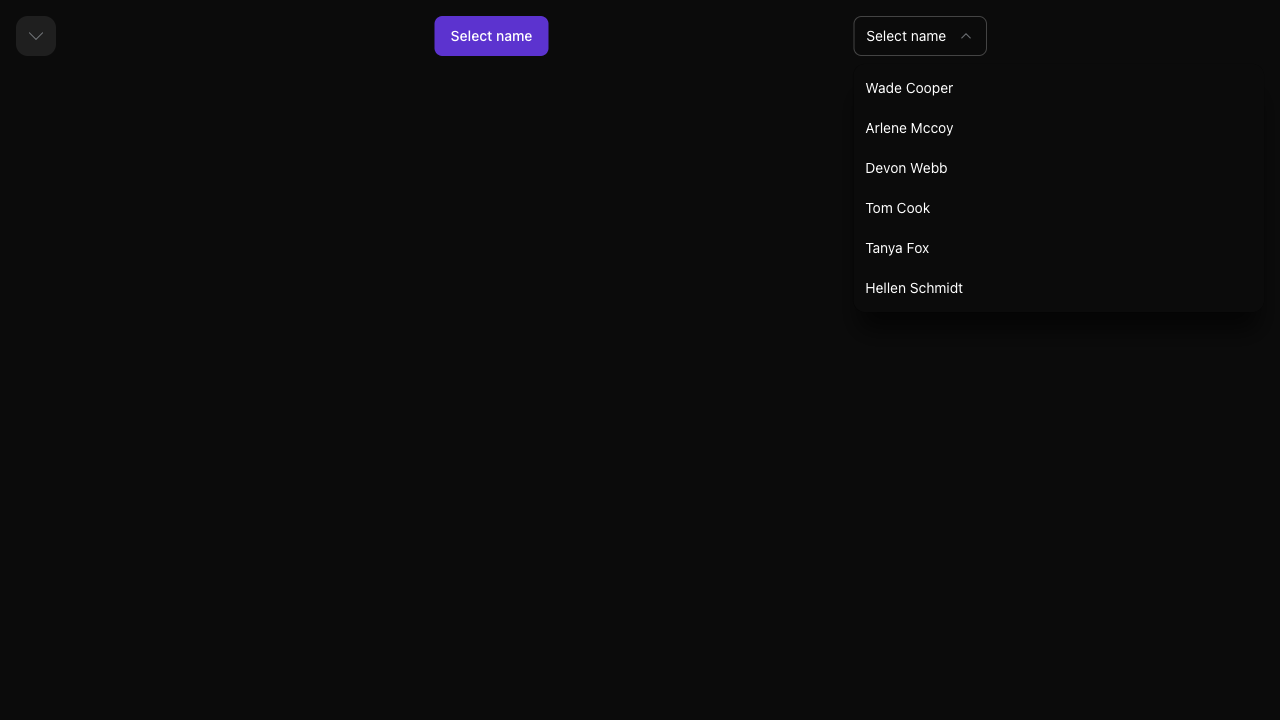 Select name
Select name
Wade Cooper
Arlene Mccoy
Devon Webb
Tom Cook
Tanya Fox
Hellen Schmidt